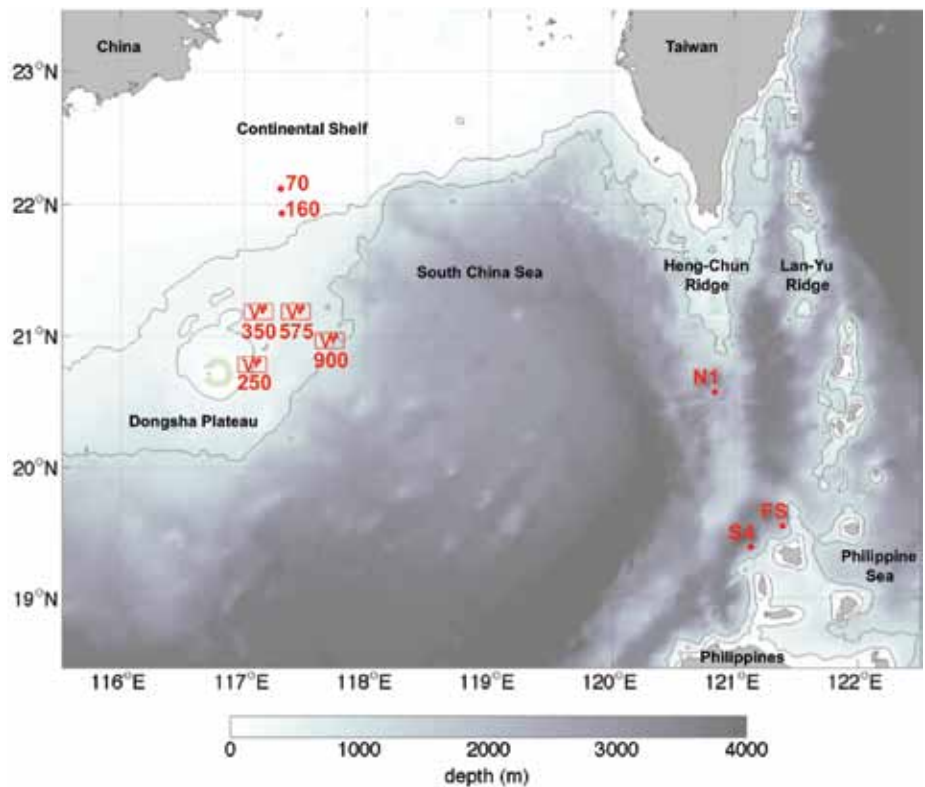 China
Taiwan
23°N
Continental Shelf
70
22°N
160
South China Sea
Heng-Chun
Ridge
Lan-Yu
Ridge
350 575
21°N
900
250
N1
Dongsha Plateau
20°N
FS
S4
Philippine
Sea
19°N
Philippines
116°E 117°E 118°E 119°E 120°E 121°E 122°E
0 1000 2000 3000 4000
depth (m)